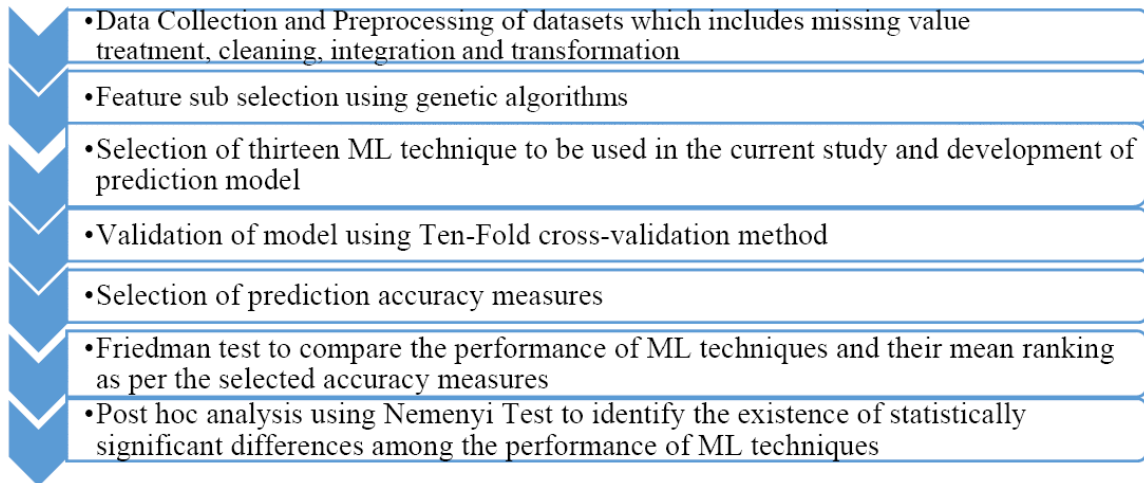 •Data Collection and Preprocessing of datasets which includes missing value
treatment, cleaning, integration and transformation
•Feature sub selection using genetic algorithms
•Selection of thirteen ML technique to be used in the current study and development of
prediction model
•Validation of model using Ten-Fold cross-validation method
•Selection of prediction accuracy measures
•Friedman test to compare the performance of ML techniques and their mean ranking
as per the selected accuracy measures
•Post hoc analysis using Nemenyi Test to identify the existence of statistically
significant differences among the performance of ML techniques